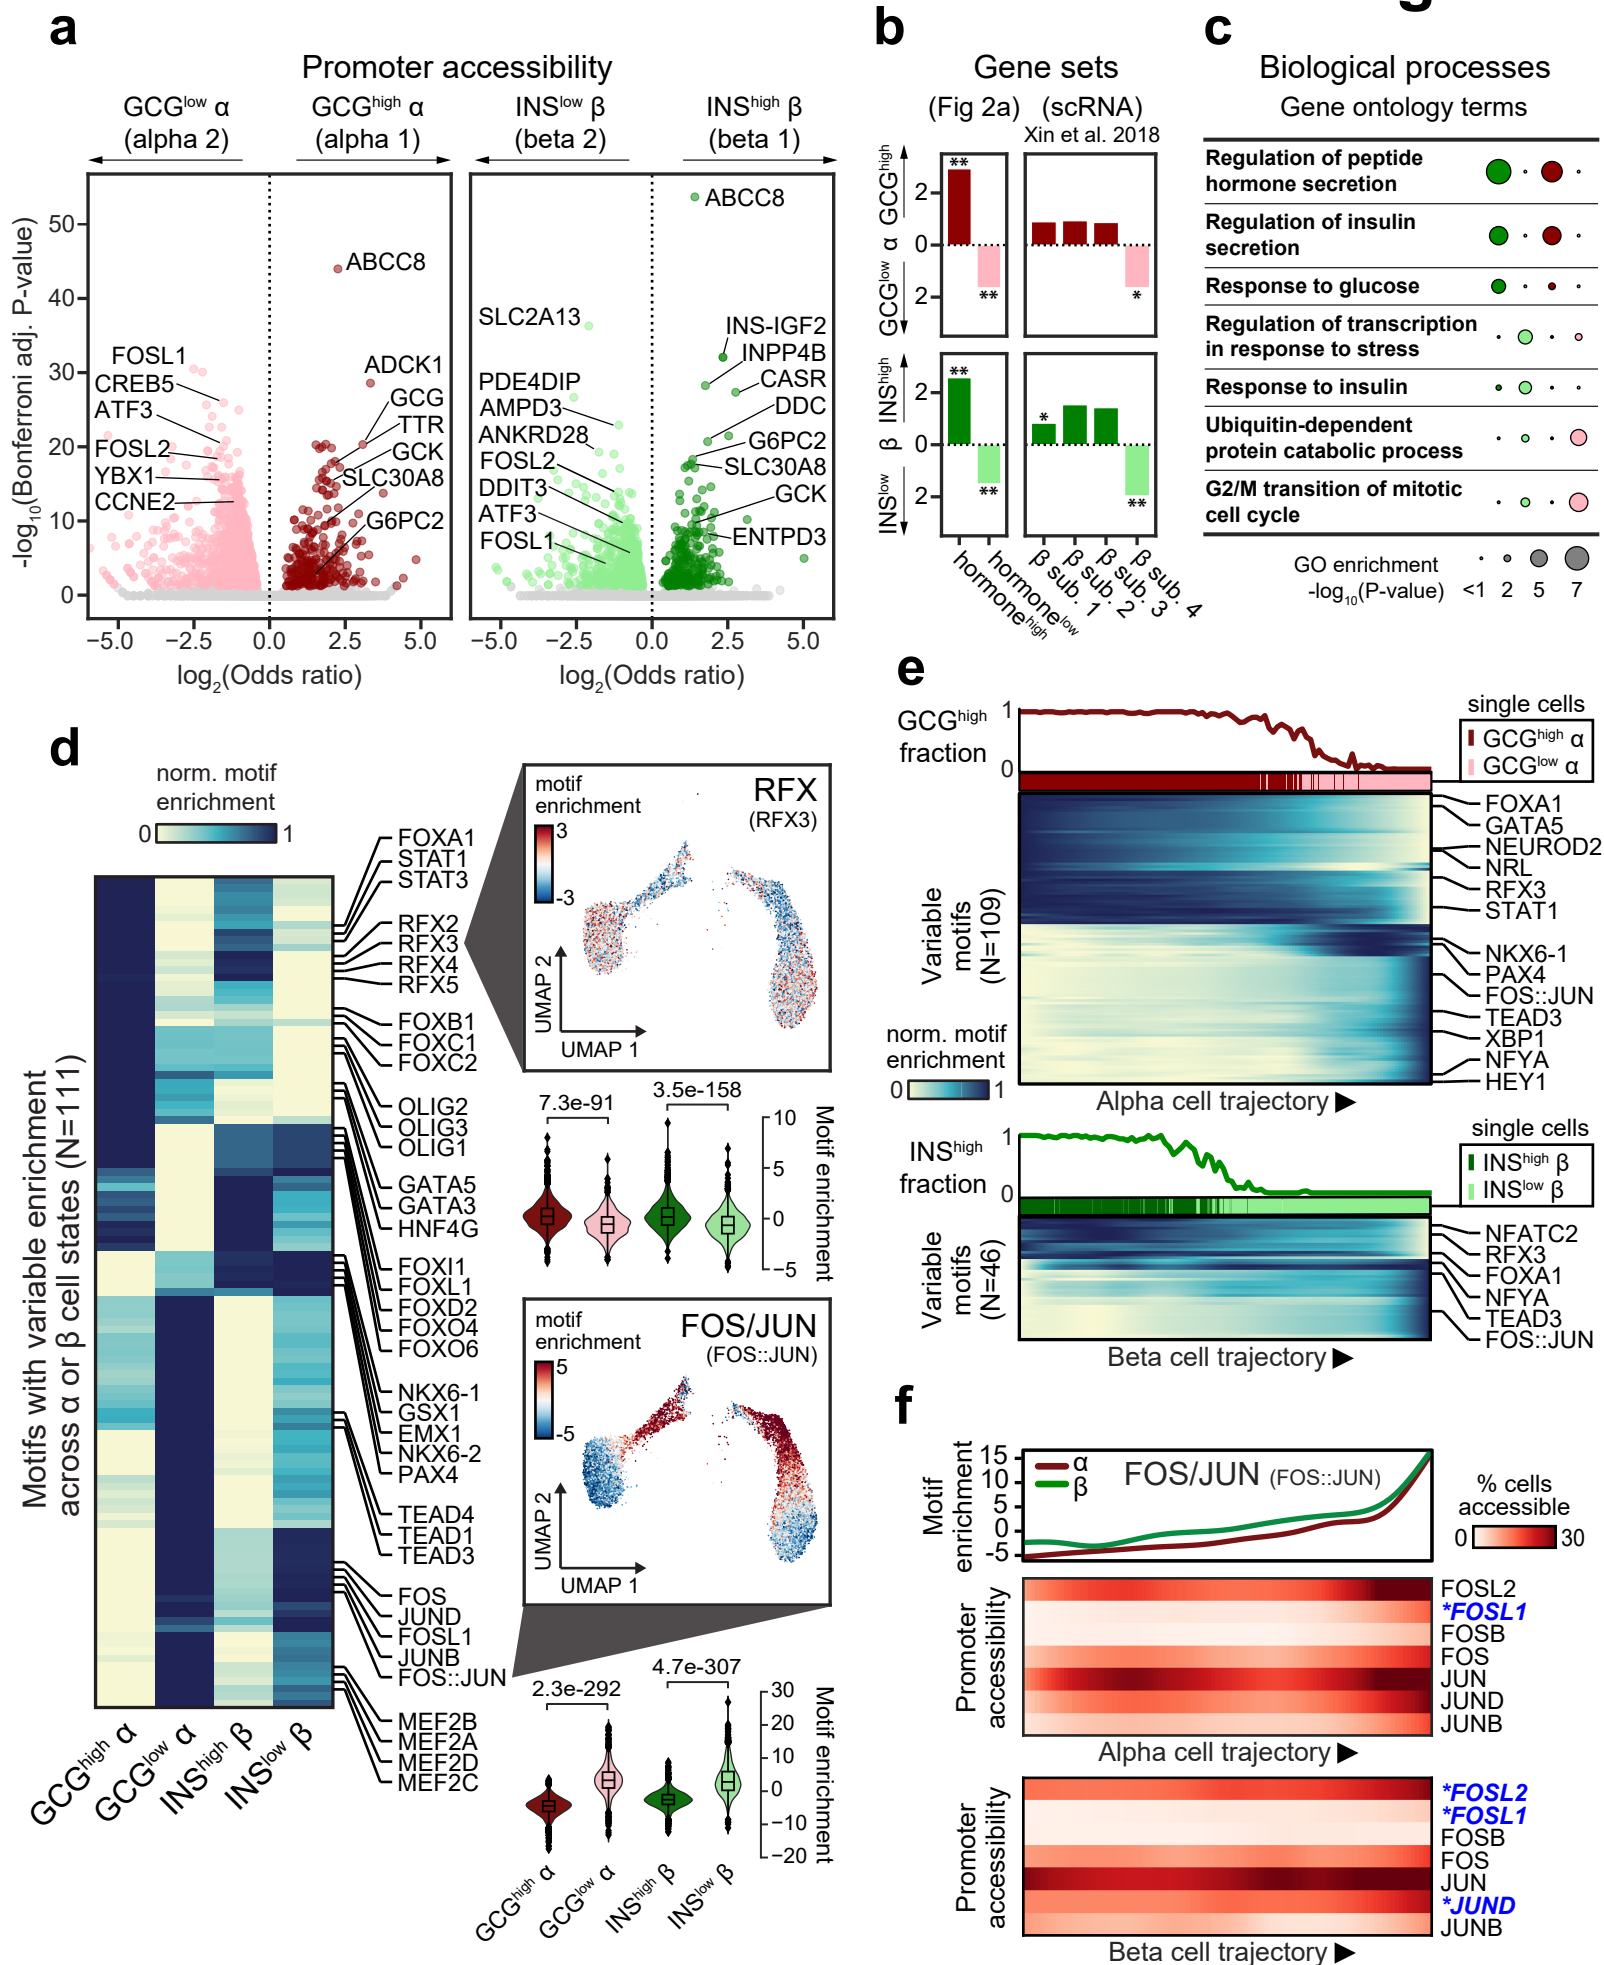 a
Promoter accessibility
GCGlow α
(alpha 2)
GCGhigh α
(alpha 1)
INSlow β
(beta 2)
INShigh β
(beta 1)
-log10(Bonferroni adj. P-value)
50
40
30
20
10
0
FOSL1
CREB5
ATF3
FOSL2
YBX1
CCNE2
ABCC8
ADCK1
GCG
TTR
GCK
SLC30A8
G6PC2
−5.0
−2.5
0.0
2.5
5.0
log2(Odds ratio)
SLC2A13
PDE4DIP
AMPD3
ANKRD28
FOSL2
DDIT3
ATF3
FOSL1
ABCC8
INS-IGF2
INPP4B
CASR
DDC
G6PC2
SLC30A8
GCK
ENTPD3
−5.0
−2.5
0.0
2.5
5.0
log2(Odds ratio)
b
Gene sets
(Fig 2a)
(scRNA)
Xin et al. 2018
GCGlow α GCGhigh
2
0
2
**
**
*
INSlow β INShigh
2
0
2
**
**
*
**
hormonehigh
hormonelow
β sub. 1
β sub. 2
β sub. 3
β sub. 4
c
Biological processes
Gene ontology terms
Regulation of peptide
hormone secretion
Regulation of insulin
secretion
Response to glucose
Regulation of transcription
in response to stress
Response to insulin
Ubiquitin-dependent
protein catabolic process
G2/M transition of mitotic
cell cycle
GO enrichment
-log10(P-value)
<1
2
5
7
d
norm. motif
enrichment
0
1
Motifs with variable enrichment
across α or β cell states (N=111)
FOXA1
STAT1
STAT3
RFX2
RFX3
RFX4
RFX5
FOXB1
FOXC1
FOXC2
OLIG2
OLIG3
OLIG1
GATA5
GATA3
HNF4G
FOXI1
FOXL1
FOXD2
FOXO4
FOXO6
NKX6-1
GSX1
EMX1
NKX6-2
PAX4
TEAD4
TEAD1
TEAD3
FOS
JUND
FOSL1
JUNB
FOS::JUN
MEF2B
MEF2A
MEF2D
MEF2C
GCGhigh α
GCGlow α
INShigh β
INSlow β
motif
enrichment
3
-3
RFX
(RFX3)
UMAP 2
UMAP 1
7.3e-91
3.5e-158
10
5
0
−5
Motif enrichment
motif
enrichment
5
-5
FOS/JUN
(FOS::JUN)
UMAP 2
UMAP 1
2.3e-292
4.7e-307
30
20
10
0
−10
−20
Motif enrichment
GCGhigh α
GCGlow α
INShigh β
INSlow β
e
GCGhigh
fraction
1
0
single cells
GCGhigh α
GCGlow α
Variable
motifs
(N=109)
FOXA1
GATA5
NEUROD2
NRL
RFX3
STAT1
NKX6-1
PAX4
FOS::JUN
TEAD3
XBP1
NFYA
HEY1
norm. motif
enrichment
0
1
Alpha cell trajectory ▶
INShigh
fraction
1
0
single cells
INShigh β
INSlow β
Variable
motifs
(N=46)
NFATC2
RFX3
FOXA1
NFYA
TEAD3
FOS::JUN
Beta cell trajectory ▶
f
Motif
enrichment
15
10
5
0
-5
α
β
FOS/JUN (FOS::JUN)
% cells
accessible
0
30
Promoter
accessibility
FOSL2
*FOSL1
FOSB
FOS
JUN
JUND
JUNB
Alpha cell trajectory ▶
Promoter
accessibility
*FOSL2
*FOSL1
FOSB
FOS
JUN
*JUND
JUNB
Beta cell trajectory ▶